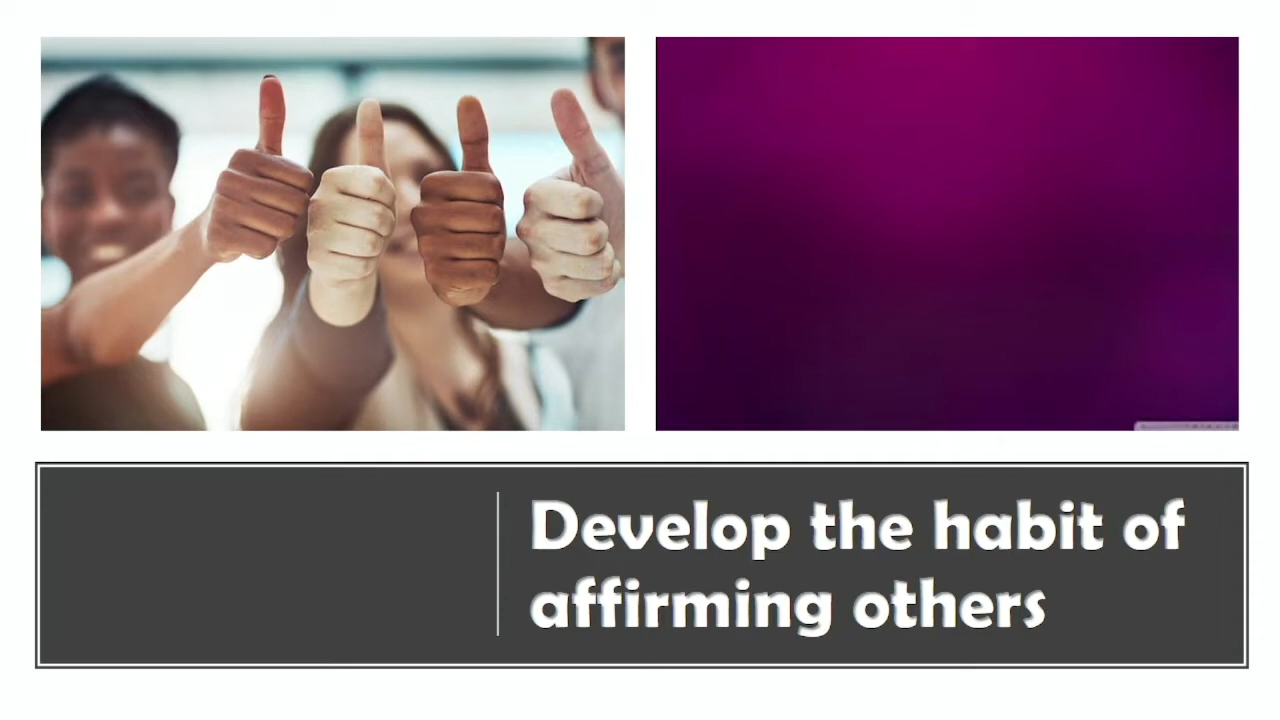 Develop the habit of
affirming others